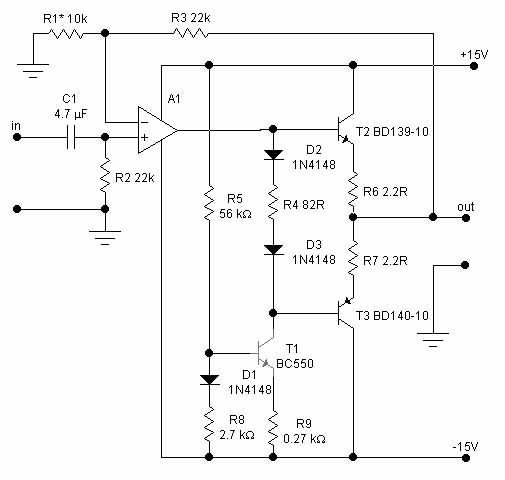 R1* 10k
R3 22k
+15V
C1
4.7 µF
A1
in
−
+
T2 BD139-10
D2
1N4148
R2 22k
R5
56 kΩ
R4 82R
R6 2.2R
out
D3
1N4148
R7 2.2R
T3 BD140-10
T1
BC550
D1
1N4148
R8
2.7 kΩ
R9
0.27 kΩ
-15V